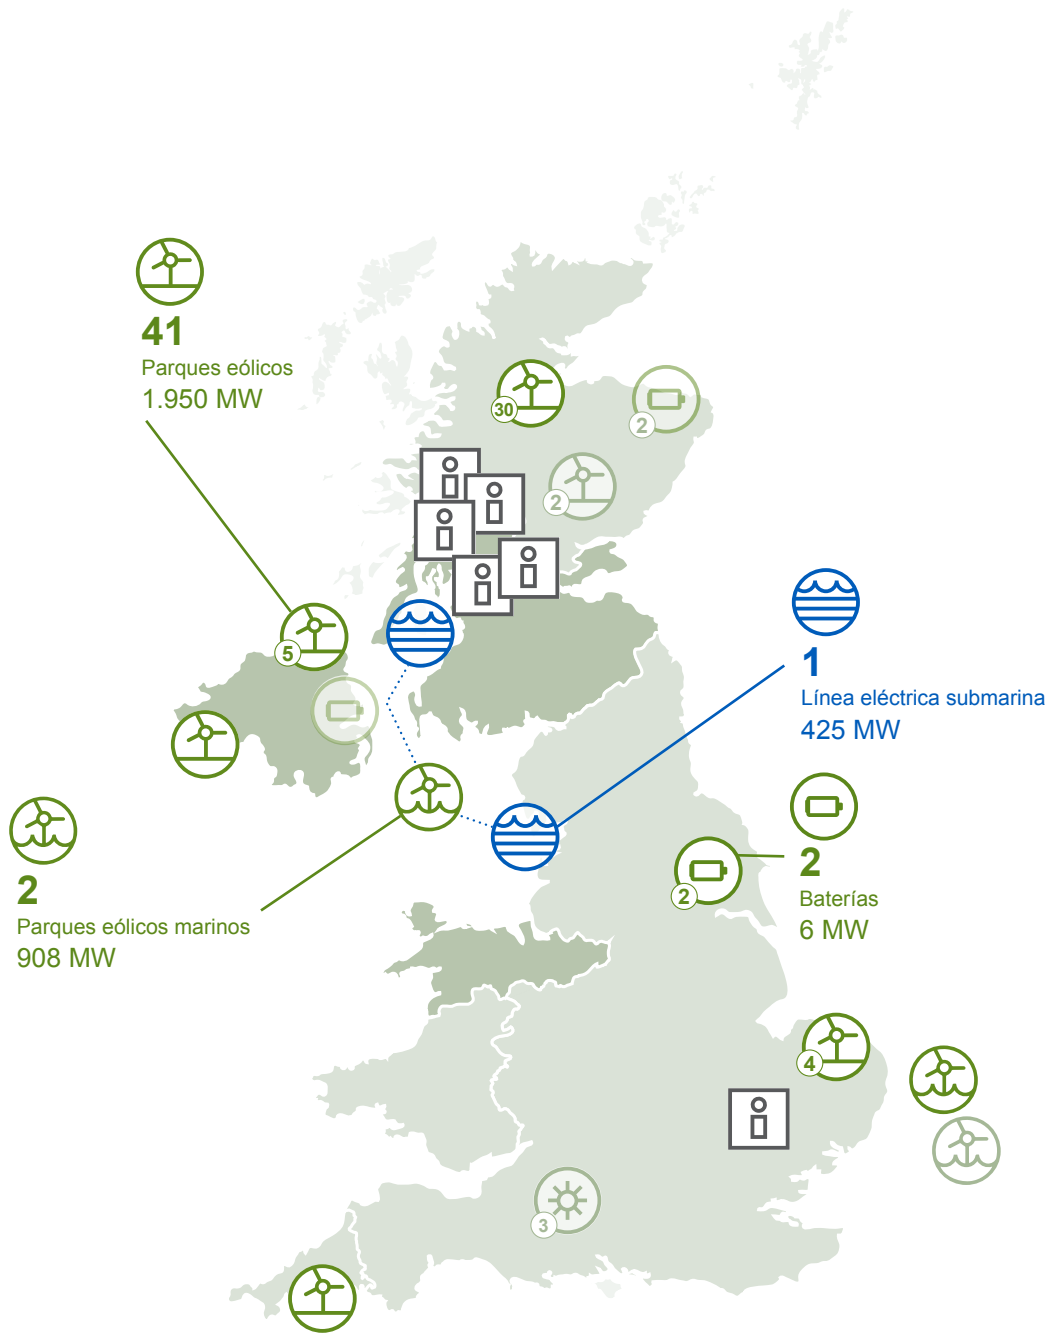 41
Parques eólicos
1.950 MW
30
2
2
5
1
Línea eléctrica submarina
425 MW
2
Parques eólicos marinos
908 MW
2
2
Baterías
6 MW
4
3